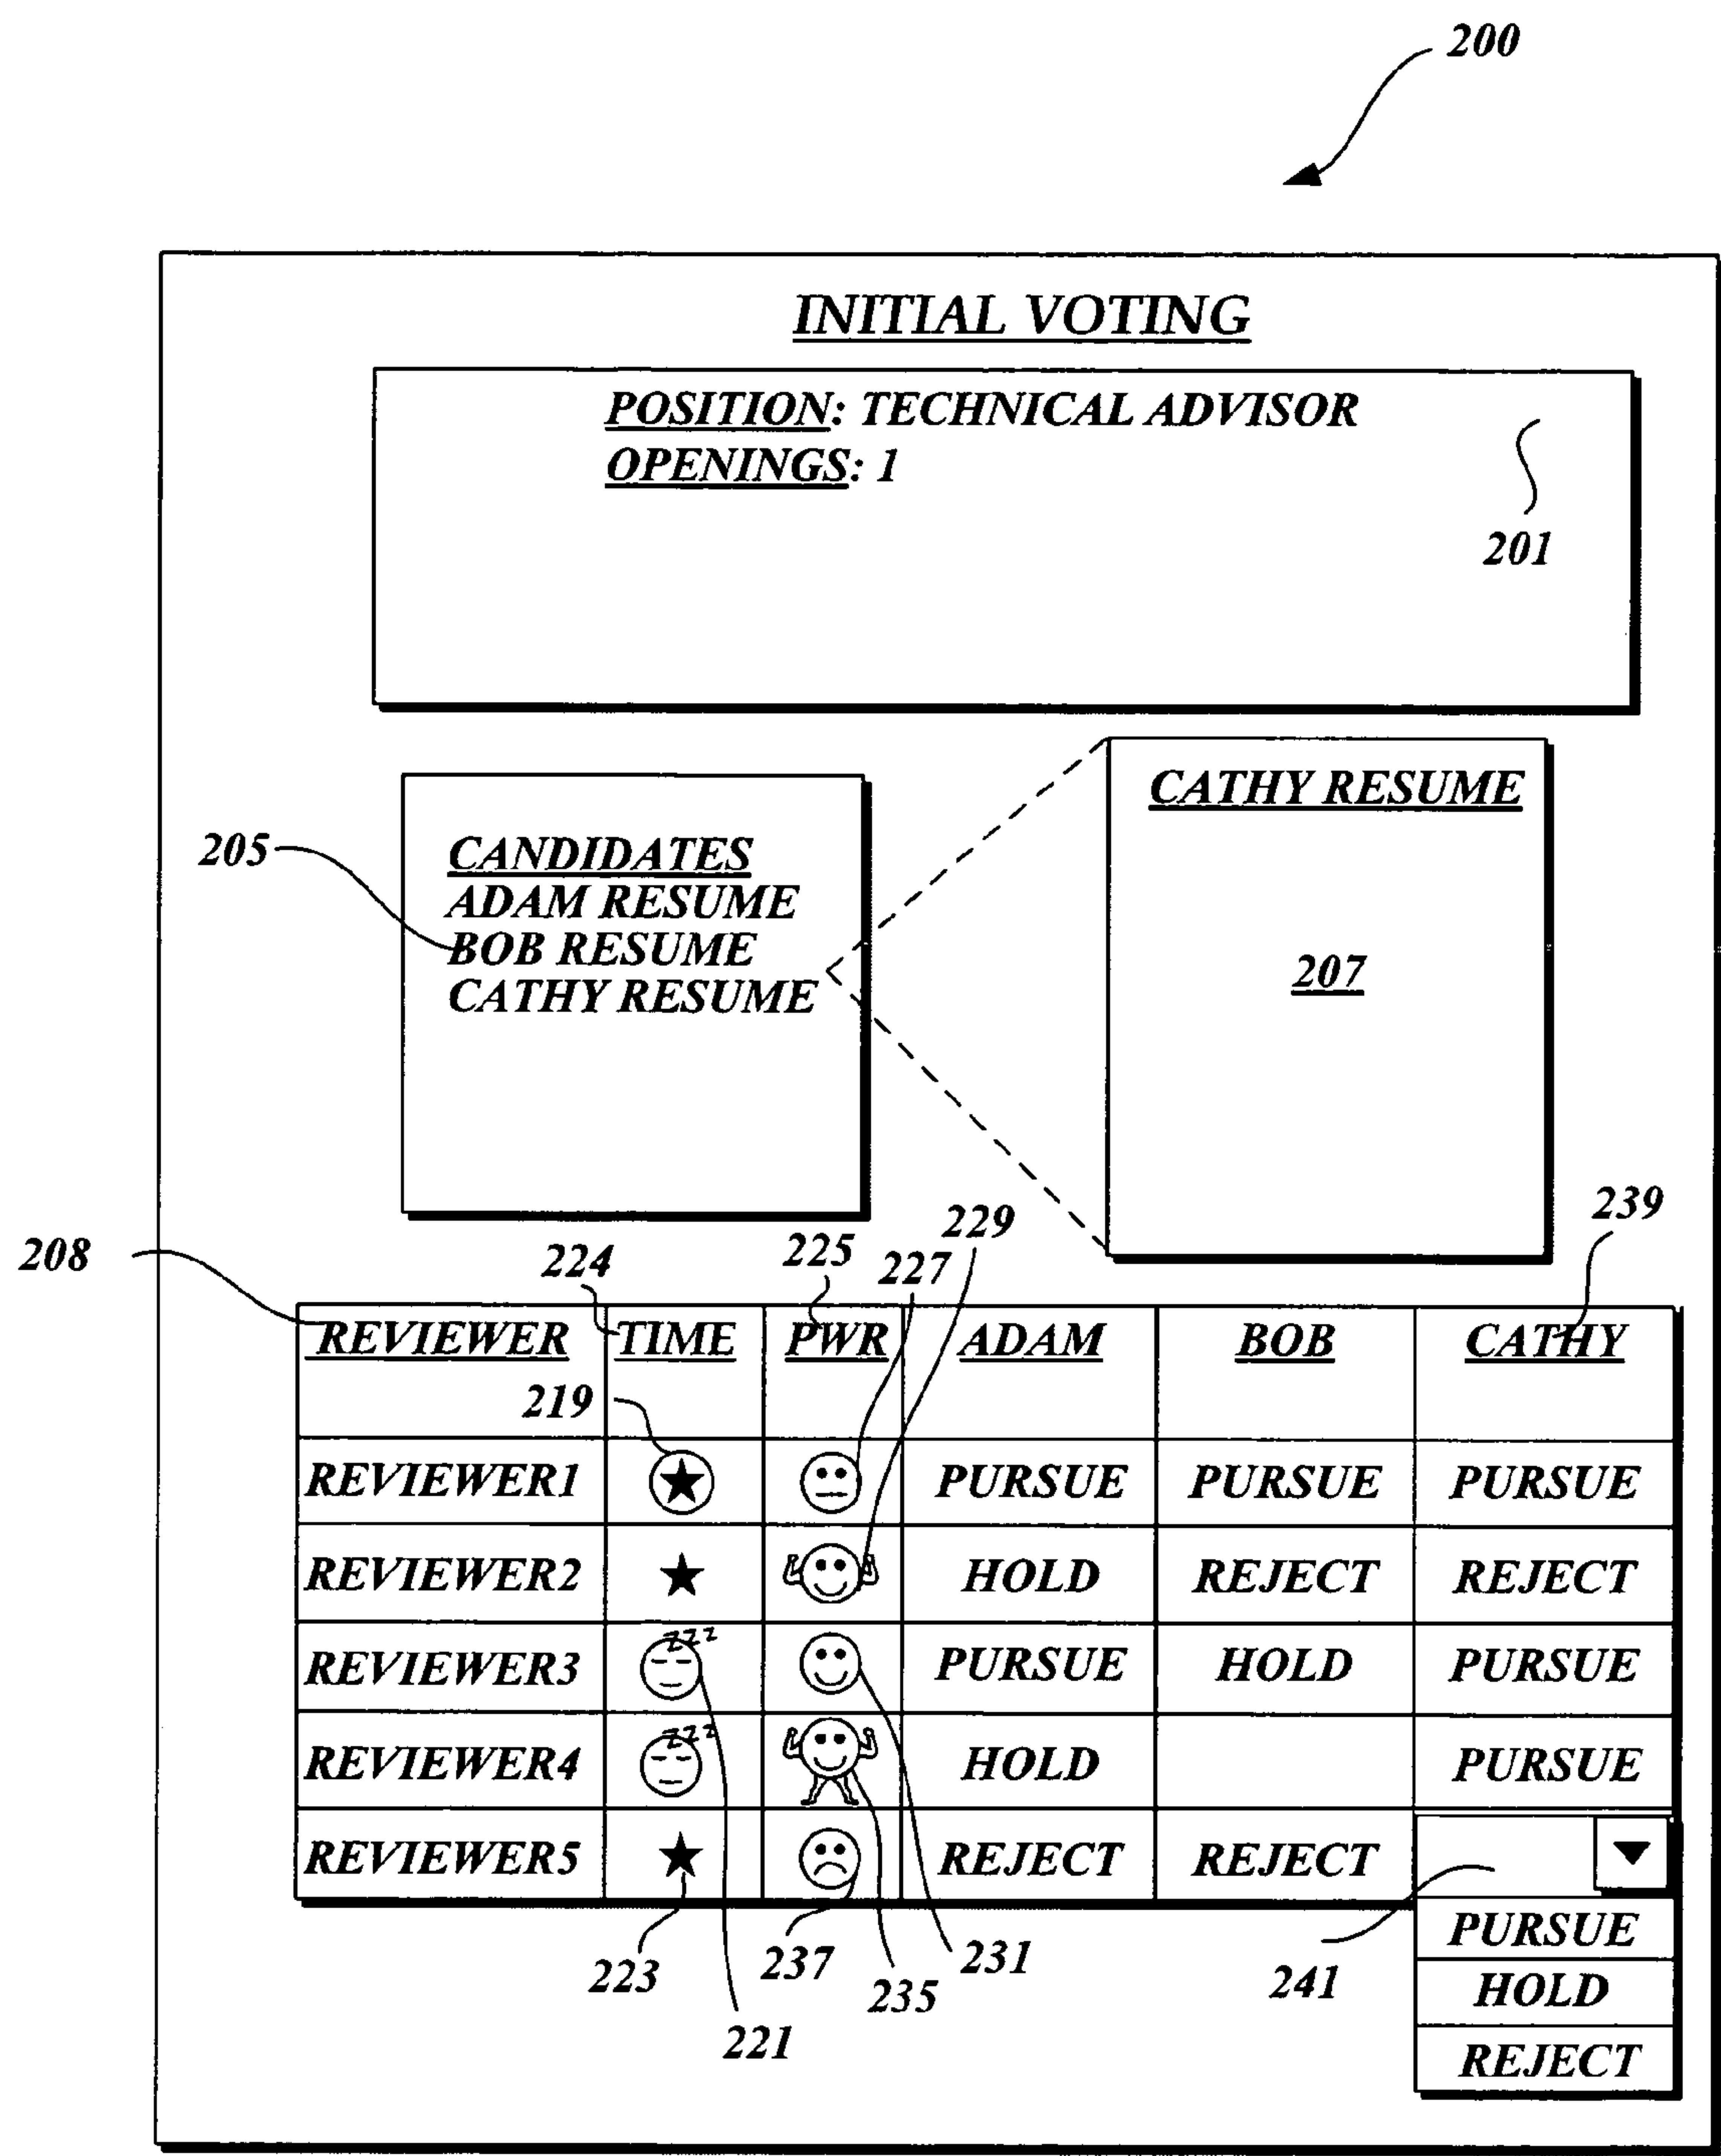 200
INITIAL VOTING
POSITION: TECHNICAL ADVISOR
OPENINGS: 1
201
CATHY RESUME
205
CANDIDATES
ADAM RESUME
BOB RESUME
CATHY RESUME
207
239
229
208
224
225
227
REVIEWER TIME PWR ADAM BOB CATHY
219
REVIEWER1 PURSUE PURSUE PURSUE
REVIEWER2 HOLD REJECT REJECT
zzz
REVIEWER3 PURSUE HOLD PURSUE
zzz
REVIEWER4 HOLD PURSUE
REVIEWER5 REJECT REJECT
PURSUE
223
237
235
231
241
HOLD
221
REJECT